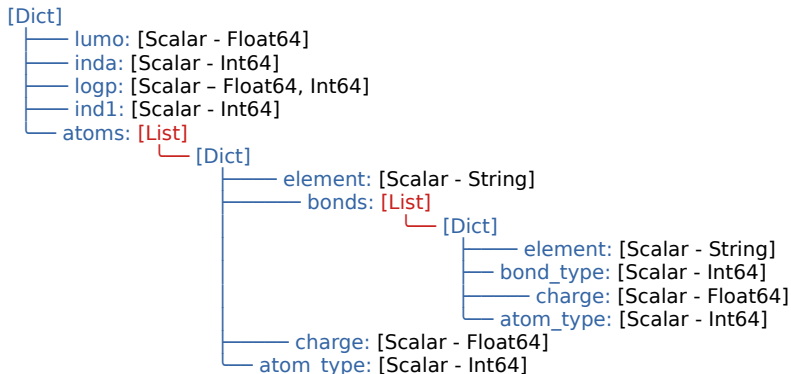 [Dict]
lumo: [Scalar - Float64]
inda: [Scalar - Int64]
logp: [Scalar – Float64, Int64]
ind1: [Scalar - Int64]
atoms: [List]
[Dict]
element: [Scalar - String]
bonds: [List]
[Dict]
element: [Scalar - String]
bond_type: [Scalar - Int64]
charge: [Scalar - Float64]
atom_type: [Scalar - Int64]
charge: [Scalar - Float64]
atom_type: [Scalar - Int64]